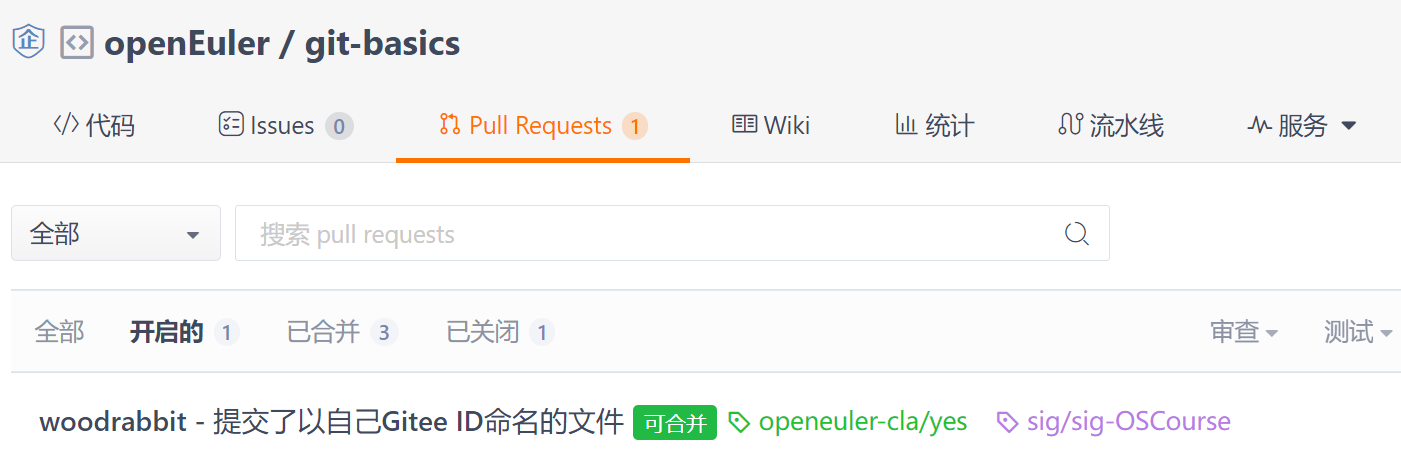 企 openEuler / git-basics
代码 Issues 0 Pull Requests 1 Wiki 统计 流水线 服务
全部 搜索 pull requests
全部 开启的 1 已合并 3 已关闭 1 审查 测试
woodrabbit - 提交了以自己Gitee ID命名的文件 可合并 openeuler-cla/yes sig/sig-OSCourse